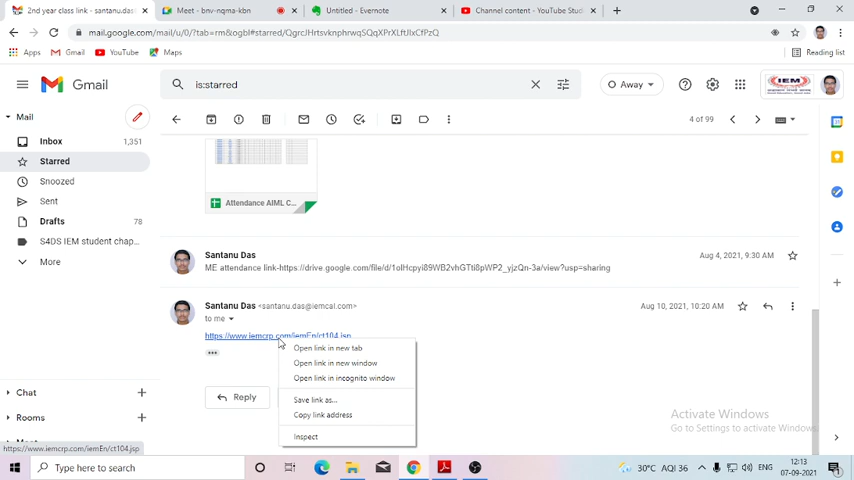 2nd year class link - santanu.das
Meet - bnv-nqma-kbn
Untitled - Evernote
Channel content - YouTube Stud
mail.google.com/mail/u/0/?tab=rm&ogbl#starred/QgrcJHrtsvknphrwqSQqXPrXLftJlxCfPtJ
Apps
Gmail
YouTube
Maps
Reading list
Gmail
is:starred
Away
IEM
Mail
4 of 99
Inbox
1,351
Starred
Snoozed
Sent
Drafts
78
S4DS IEM student chap...
More
Attendance AIML C...
Santanu Das
Aug 4, 2021, 9:30 AM
ME attendance link-https://drive.google.com/file/d/1olHcpyi89WB2vhGTti8pWP2_yjzQn-3a/view?usp=sharing
Santanu Das <santanu.das@iemcal.com>
Aug 10, 2021, 10:20 AM
to me
https://www.iemcrp.com/iemEn/ct104.jsp
Open link in new tab
Open link in new window
Open link in incognito window
Save link as...
Copy link address
Inspect
Reply
Chat
Rooms
Meet
Activate Windows
Go to Settings to activate Windows.
https://www.iemcrp.com/iemEn/ct104.jsp
Type here to search
30°C AQI 36
ENG
12:13
07-09-2021